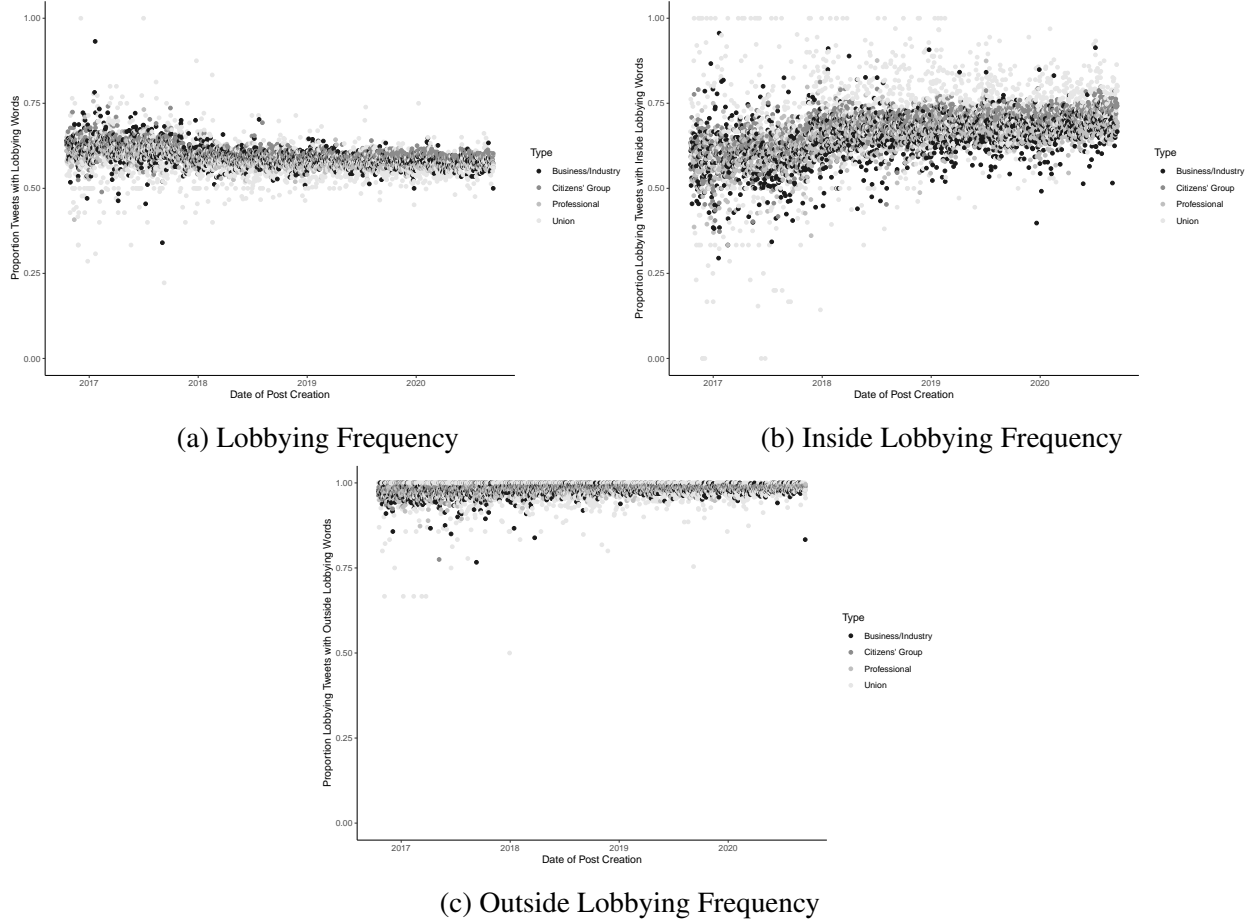 Proportion Tweets with Lobbying Words
1.00
0.75
0.50
0.25
0.00
2017 2018 2019 2020
Date of Post Creation
Type
Business/Industry
Citizens' Group
Professional
Union
(a) Lobbying Frequency
Proportion Lobbying Tweets with Inside Lobbying Words
1.00
0.75
0.50
0.25
0.00
2017 2018 2019 2020
Date of Post Creation
Type
Business/Industry
Citizens' Group
Professional
Union
(b) Inside Lobbying Frequency
Proportion Lobbying Tweets with Outside Lobbying Words
1.00
0.75
0.50
0.25
0.00
2017 2018 2019 2020
Date of Post Creation
Type
Business/Industry
Citizens' Group
Professional
Union
(c) Outside Lobbying Frequency